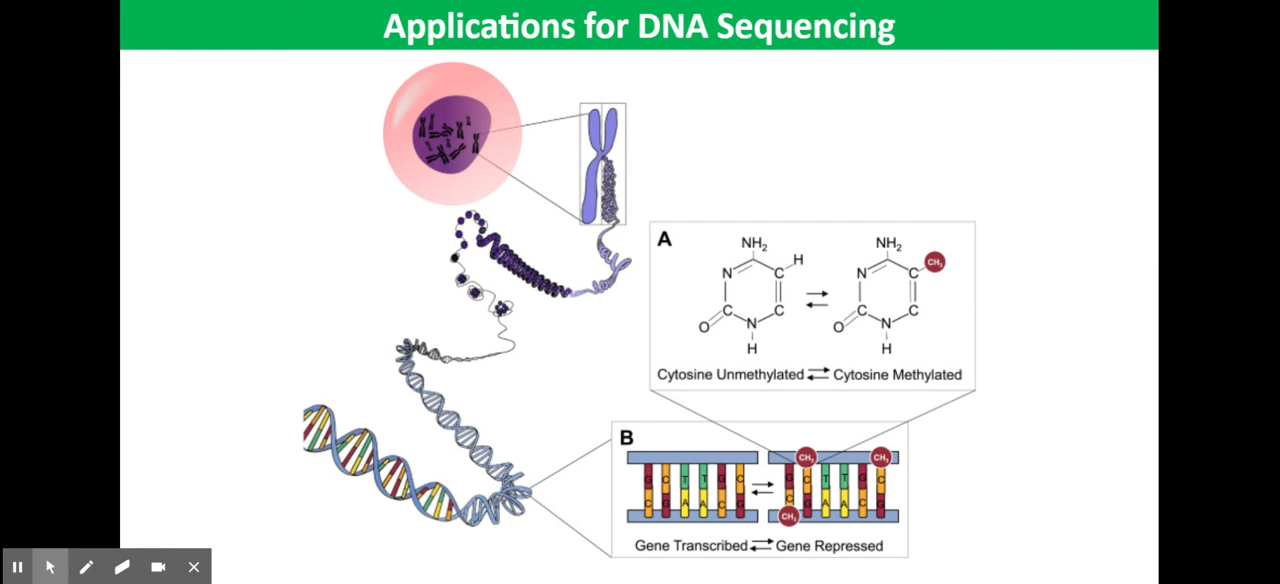 Applications for DNA Sequencing
A
NH₂
H
N
C
C
C
N
O
H
NH₂
CH₃
N
C
C
C
N
O
H
Cytosine Unmethylated ⇌ Cytosine Methylated
B
CH₃ CH₃
G C T T G C
C G A A C G
G C T T G C
C G A A C G
CH₃
Gene Transcribed ⇌ Gene Repressed